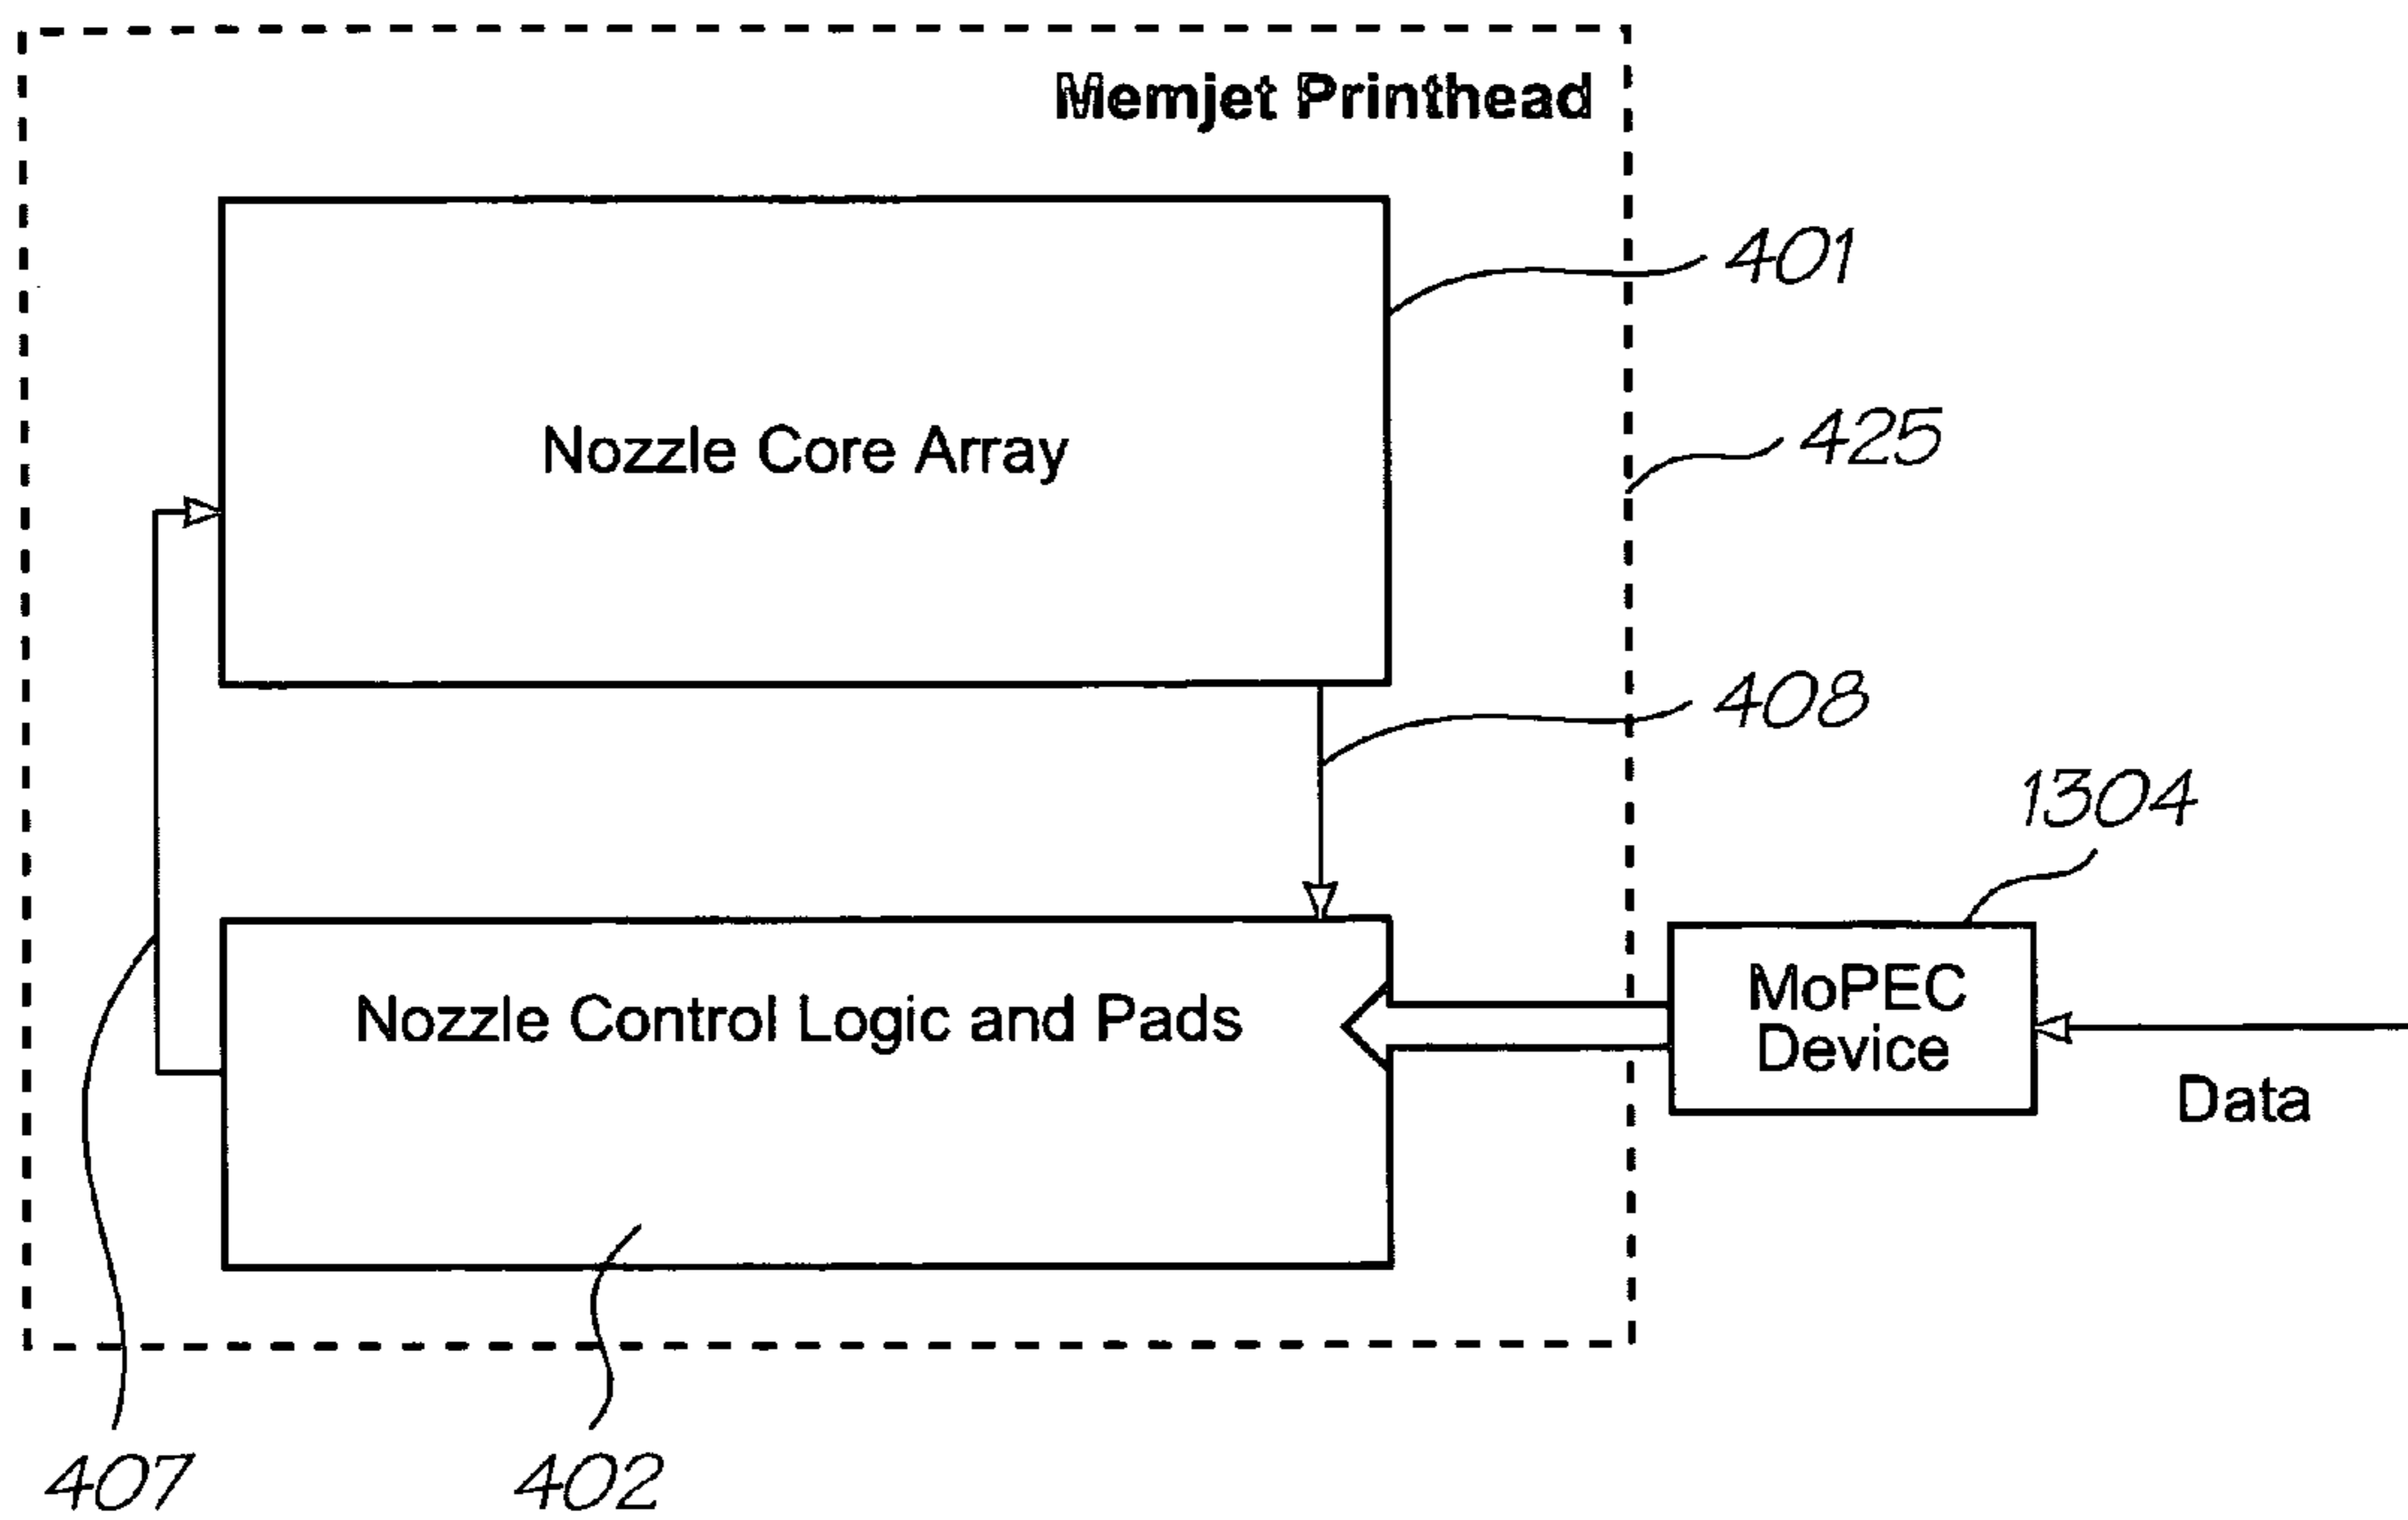 Memjet Printhead
401
Nozzle Core Array
425
408
1304
MoPEC
Device
Nozzle Control Logic and Pads
Data
407
402